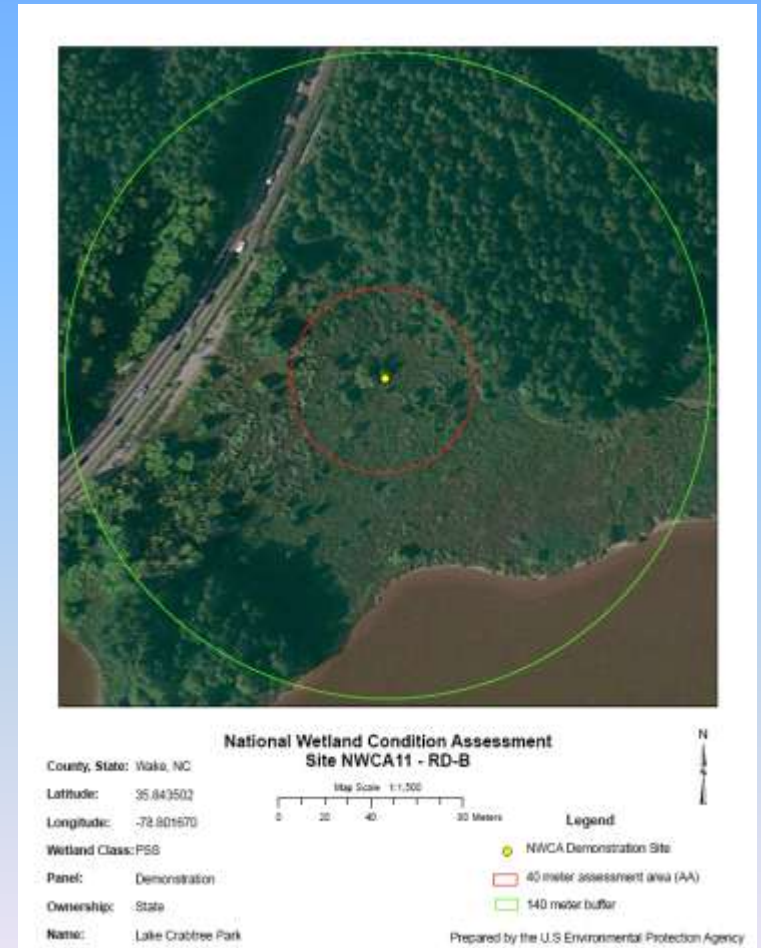 National Wetland Condition Assessment
Site NWCA11 - RD-B
County, State: Wake, NC
Latitude: 35.843502
Longitude: -78.801670
Wetland Class: PSS
Panel: Demonstration
Ownership: State
Name: Lake Crabtree Park
Map Scale 1:1,500
0 20 40 80 Meters
N
Legend
NWCA Demonstration Site
40 meter assessment area (AA)
140 meter buffer
Prepared by the U.S Environmental Protection Agency